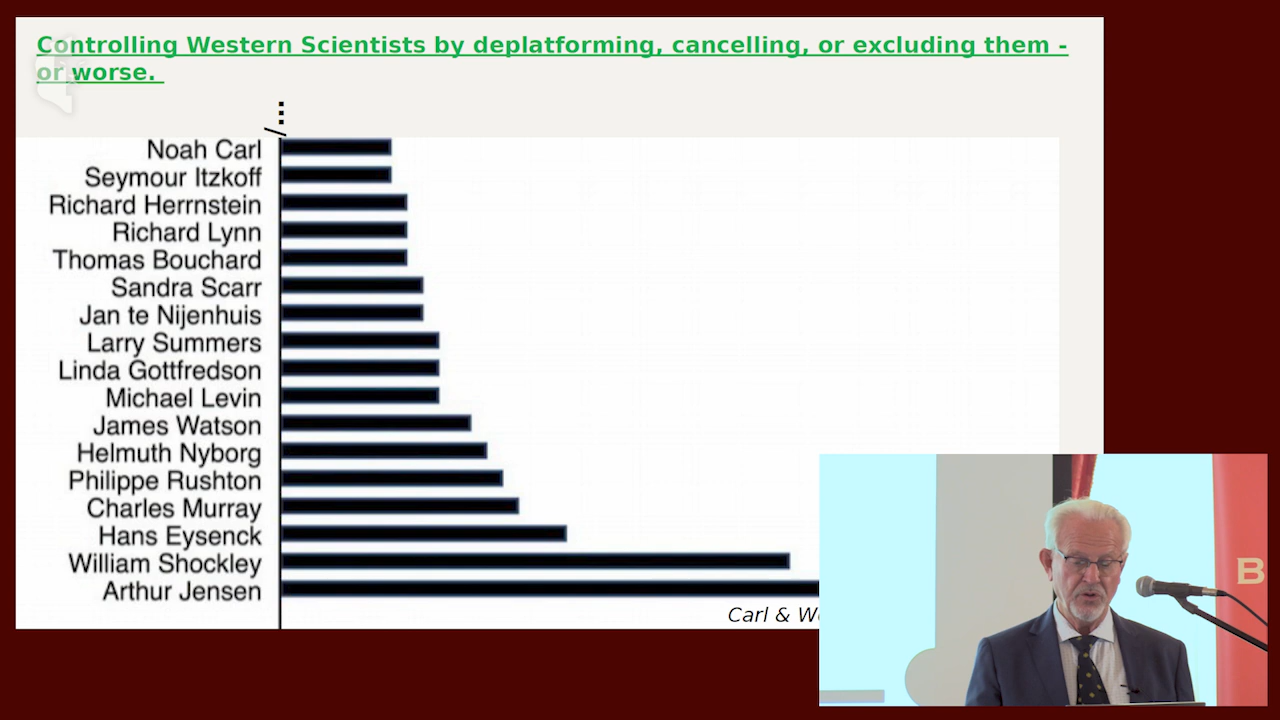 Controlling Western Scientists by deplatforming, cancelling, or excluding them -
or worse.
Noah Carl
Seymour Itzkoff
Richard Herrnstein
Richard Lynn
Thomas Bouchard
Sandra Scarr
Jan te Nijenhuis
Larry Summers
Linda Gottfredson
Michael Levin
James Watson
Helmuth Nyborg
Philippe Rushton
Charles Murray
Hans Eysenck
William Shockley
Arthur Jensen
Carl & W
B